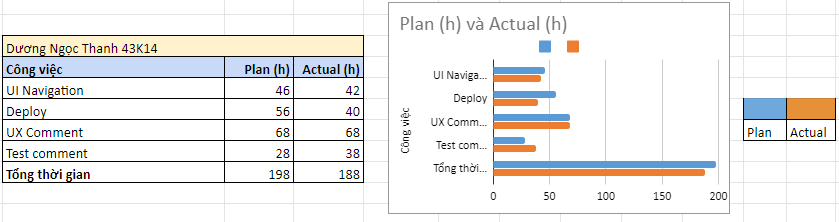 Dương Ngọc Thanh 43K14
Công việc Plan (h) Actual (h)
UI Navigation 46 42
Deploy 56 40
UX Comment 68 68
Test comment 28 38
Tổng thời gian 198 188
Plan (h) và Actual (h)
Công việc
UI Naviga...
Deploy
UX Comm...
Test com...
Tổng thời...
0 50 100 150 200
Plan Actual